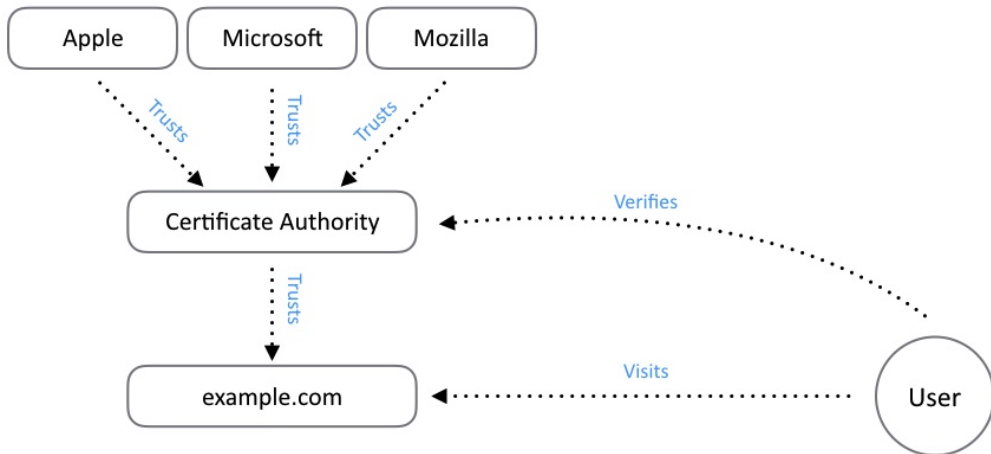 Apple
Microsoft
Mozilla
Trusts
Trusts
Trusts
Verifies
Certificate Authority
Trusts
Visits
example.com
User